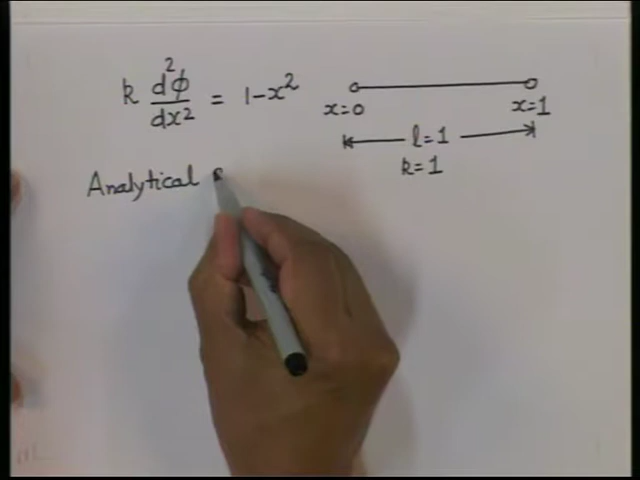 k d²φ/dx² = 1-x²
x=0 x=1
l=1
k=1
Analytical